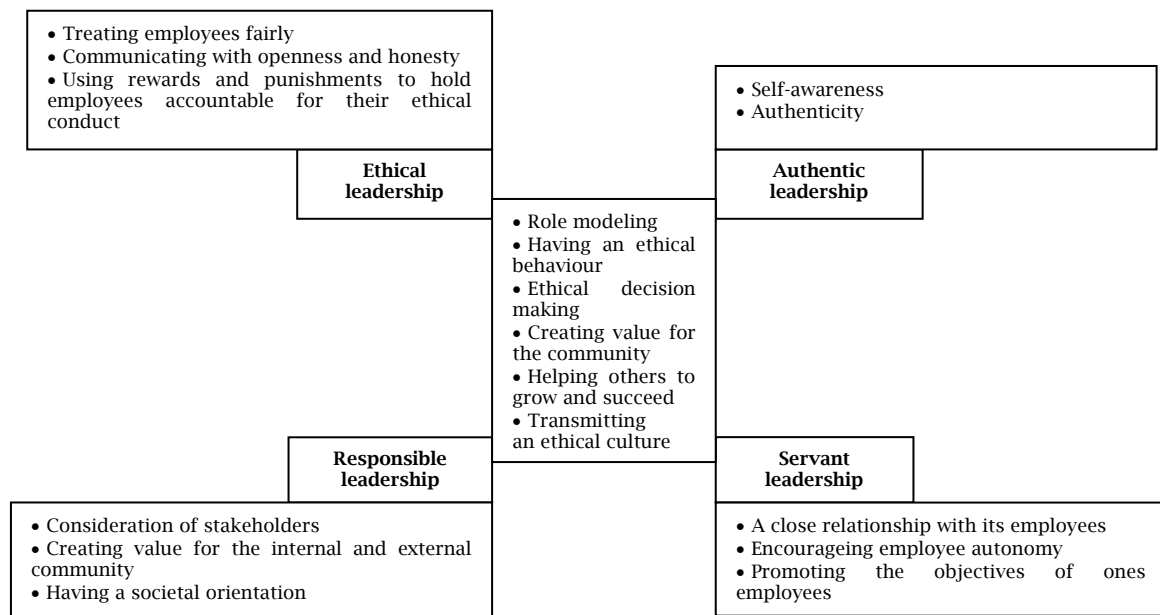 • Treating employees fairly
• Communicating with openness and honesty
• Using rewards and punishments to hold
employees accountable for their ethical
conduct
Ethical
leadership
• Self-awareness
• Authenticity
Authentic
leadership
• Role modeling
• Having an ethical
behaviour
• Ethical decision
making
• Creating value for
the community
• Helping others to
grow and succeed
• Transmitting
an ethical culture
Responsible
leadership
• Consideration of stakeholders
• Creating value for the internal and external
community
• Having a societal orientation
Servant
leadership
• A close relationship with its employees
• Encourageing employee autonomy
• Promoting the objectives of ones
employees